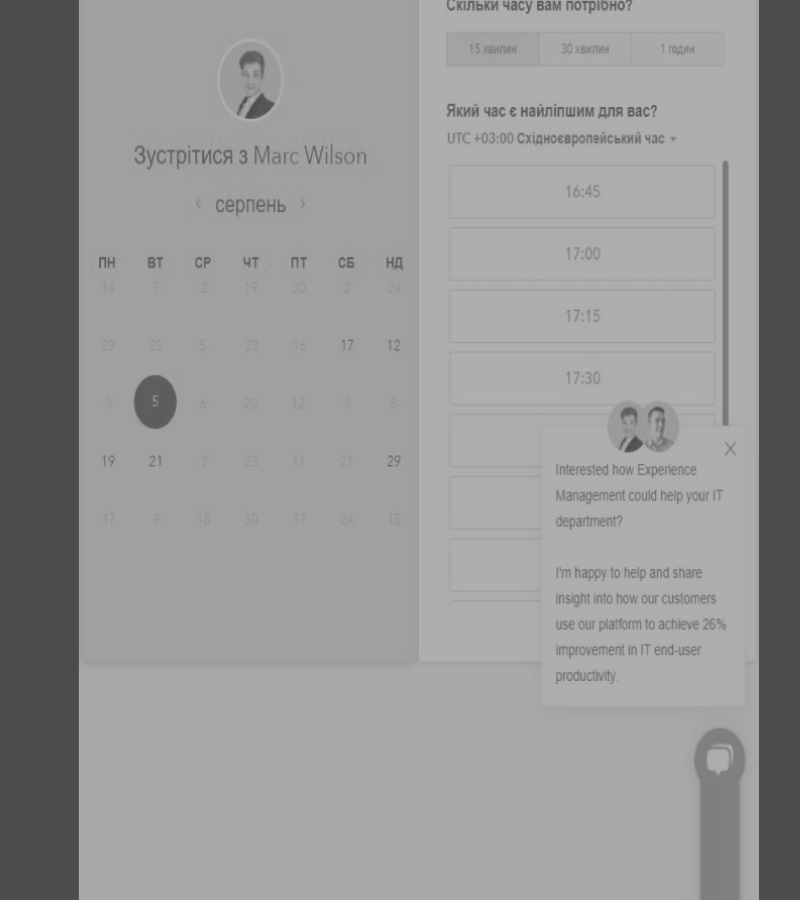 Зустрітися з Marc Wilson
‹ серпень ›
ПН ВТ СР ЧТ ПТ СБ НД
14 7 2 19 30 2 24
29 25 5 23 16 17 12
3 5 6 20 12 3 5
19 21 3 23 11 21 29
17 9 18 30 17 24 15
Скільки часу вам потрібно?
15 хвилин 30 хвилин 1 годин
Який час є найліпшим для вас?
UTC +03:00 Східноєвропейський час
16:45
17:00
17:15
17:30
Interested how Experience
Management could help your IT
department?
I'm happy to help and share
insight into how our customers
use our platform to achieve 26%
improvement in IT end-user
productivity.